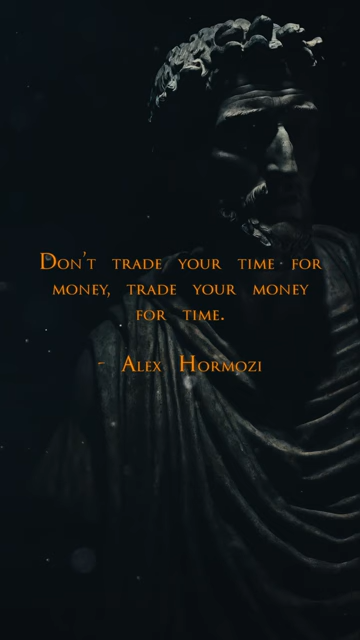 Don't trade your time for
money, trade your money
for time.
- Alex Hormozi